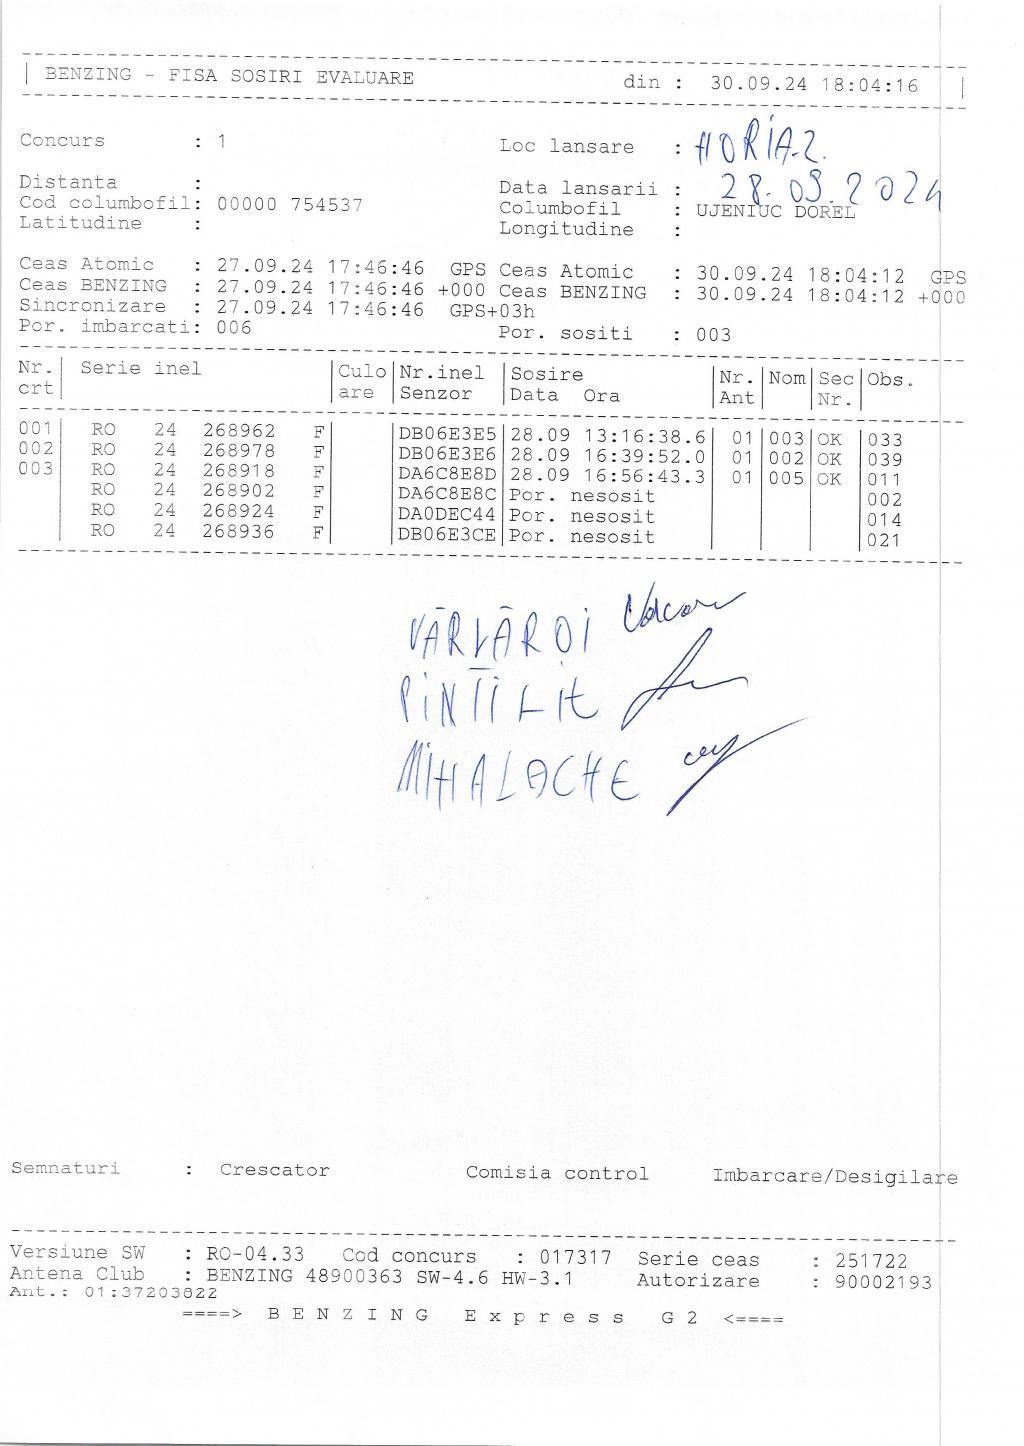 | BENZING - FISA SOSIRI EVALUARE din : 30.09.24 18:04:16 |
Concurs : 1 Loc lansare : HORIA.2.
Distanta : Data lansarii : 28.09.2024
Cod columbofil: 00000 754537 Columbofil : UJENIUC DOREL
Latitudine : Longitudine :
Ceas Atomic : 27.09.24 17:46:46 GPS Ceas Atomic : 30.09.24 18:04:12 GPS
Ceas BENZING : 27.09.24 17:46:46 +000 Ceas BENZING : 30.09.24 18:04:12 +000
Sincronizare : 27.09.24 17:46:46 GPS+03h
Por. imbarcati: 006 Por. sositi : 003
Nr. | Serie inel | Culo | Nr.inel | Sosire | Nr. | Nom | Sec | Obs.
crt | | are | Senzor | Data Ora | Ant | | Nr. |
001 | RO 24 268962 F | | DB06E3E5 | 28.09 13:16:38.6 | 01 | 003 | OK | 033
002 | RO 24 268978 F | | DB06E3E6 | 28.09 16:39:52.0 | 01 | 002 | OK | 039
003 | RO 24 268918 F | | DA6C8E8D | 28.09 16:56:43.3 | 01 | 005 | OK | 011
| RO 24 268902 F | | DA6C8E8C | Por. nesosit | | | | 002
| RO 24 268924 F | | DA0DEC44 | Por. nesosit | | | | 014
| RO 24 268936 F | | DB06E3CE | Por. nesosit | | | | 021
VĂRLĂROI
PINTILIE
MIHALACHE
Semnaturi : Crescator Comisia control Imbarcare/Desigilare
Versiune SW : RO-04.33 Cod concurs : 017317 Serie ceas : 251722
Antena Club : BENZING 48900363 SW-4.6 HW-3.1 Autorizare : 90002193
Ant.: 01:37203822
====> B E N Z I N G E x p r e s s G 2 <====